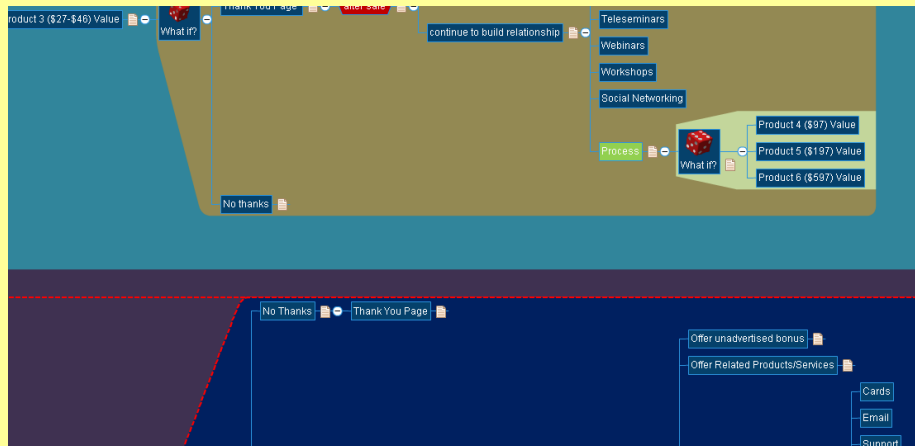 Thank You Page
after sale
Product 3 ($27-$46) Value
What if?
continue to build relationship
Teleseminars
Webinars
Workshops
Social Networking
Process
What if?
Product 4 ($97) Value
Product 5 ($197) Value
Product 6 ($597) Value
No thanks
No Thanks
Thank You Page
Offer unadvertised bonus
Offer Related Products/Services
Cards
Email
Support